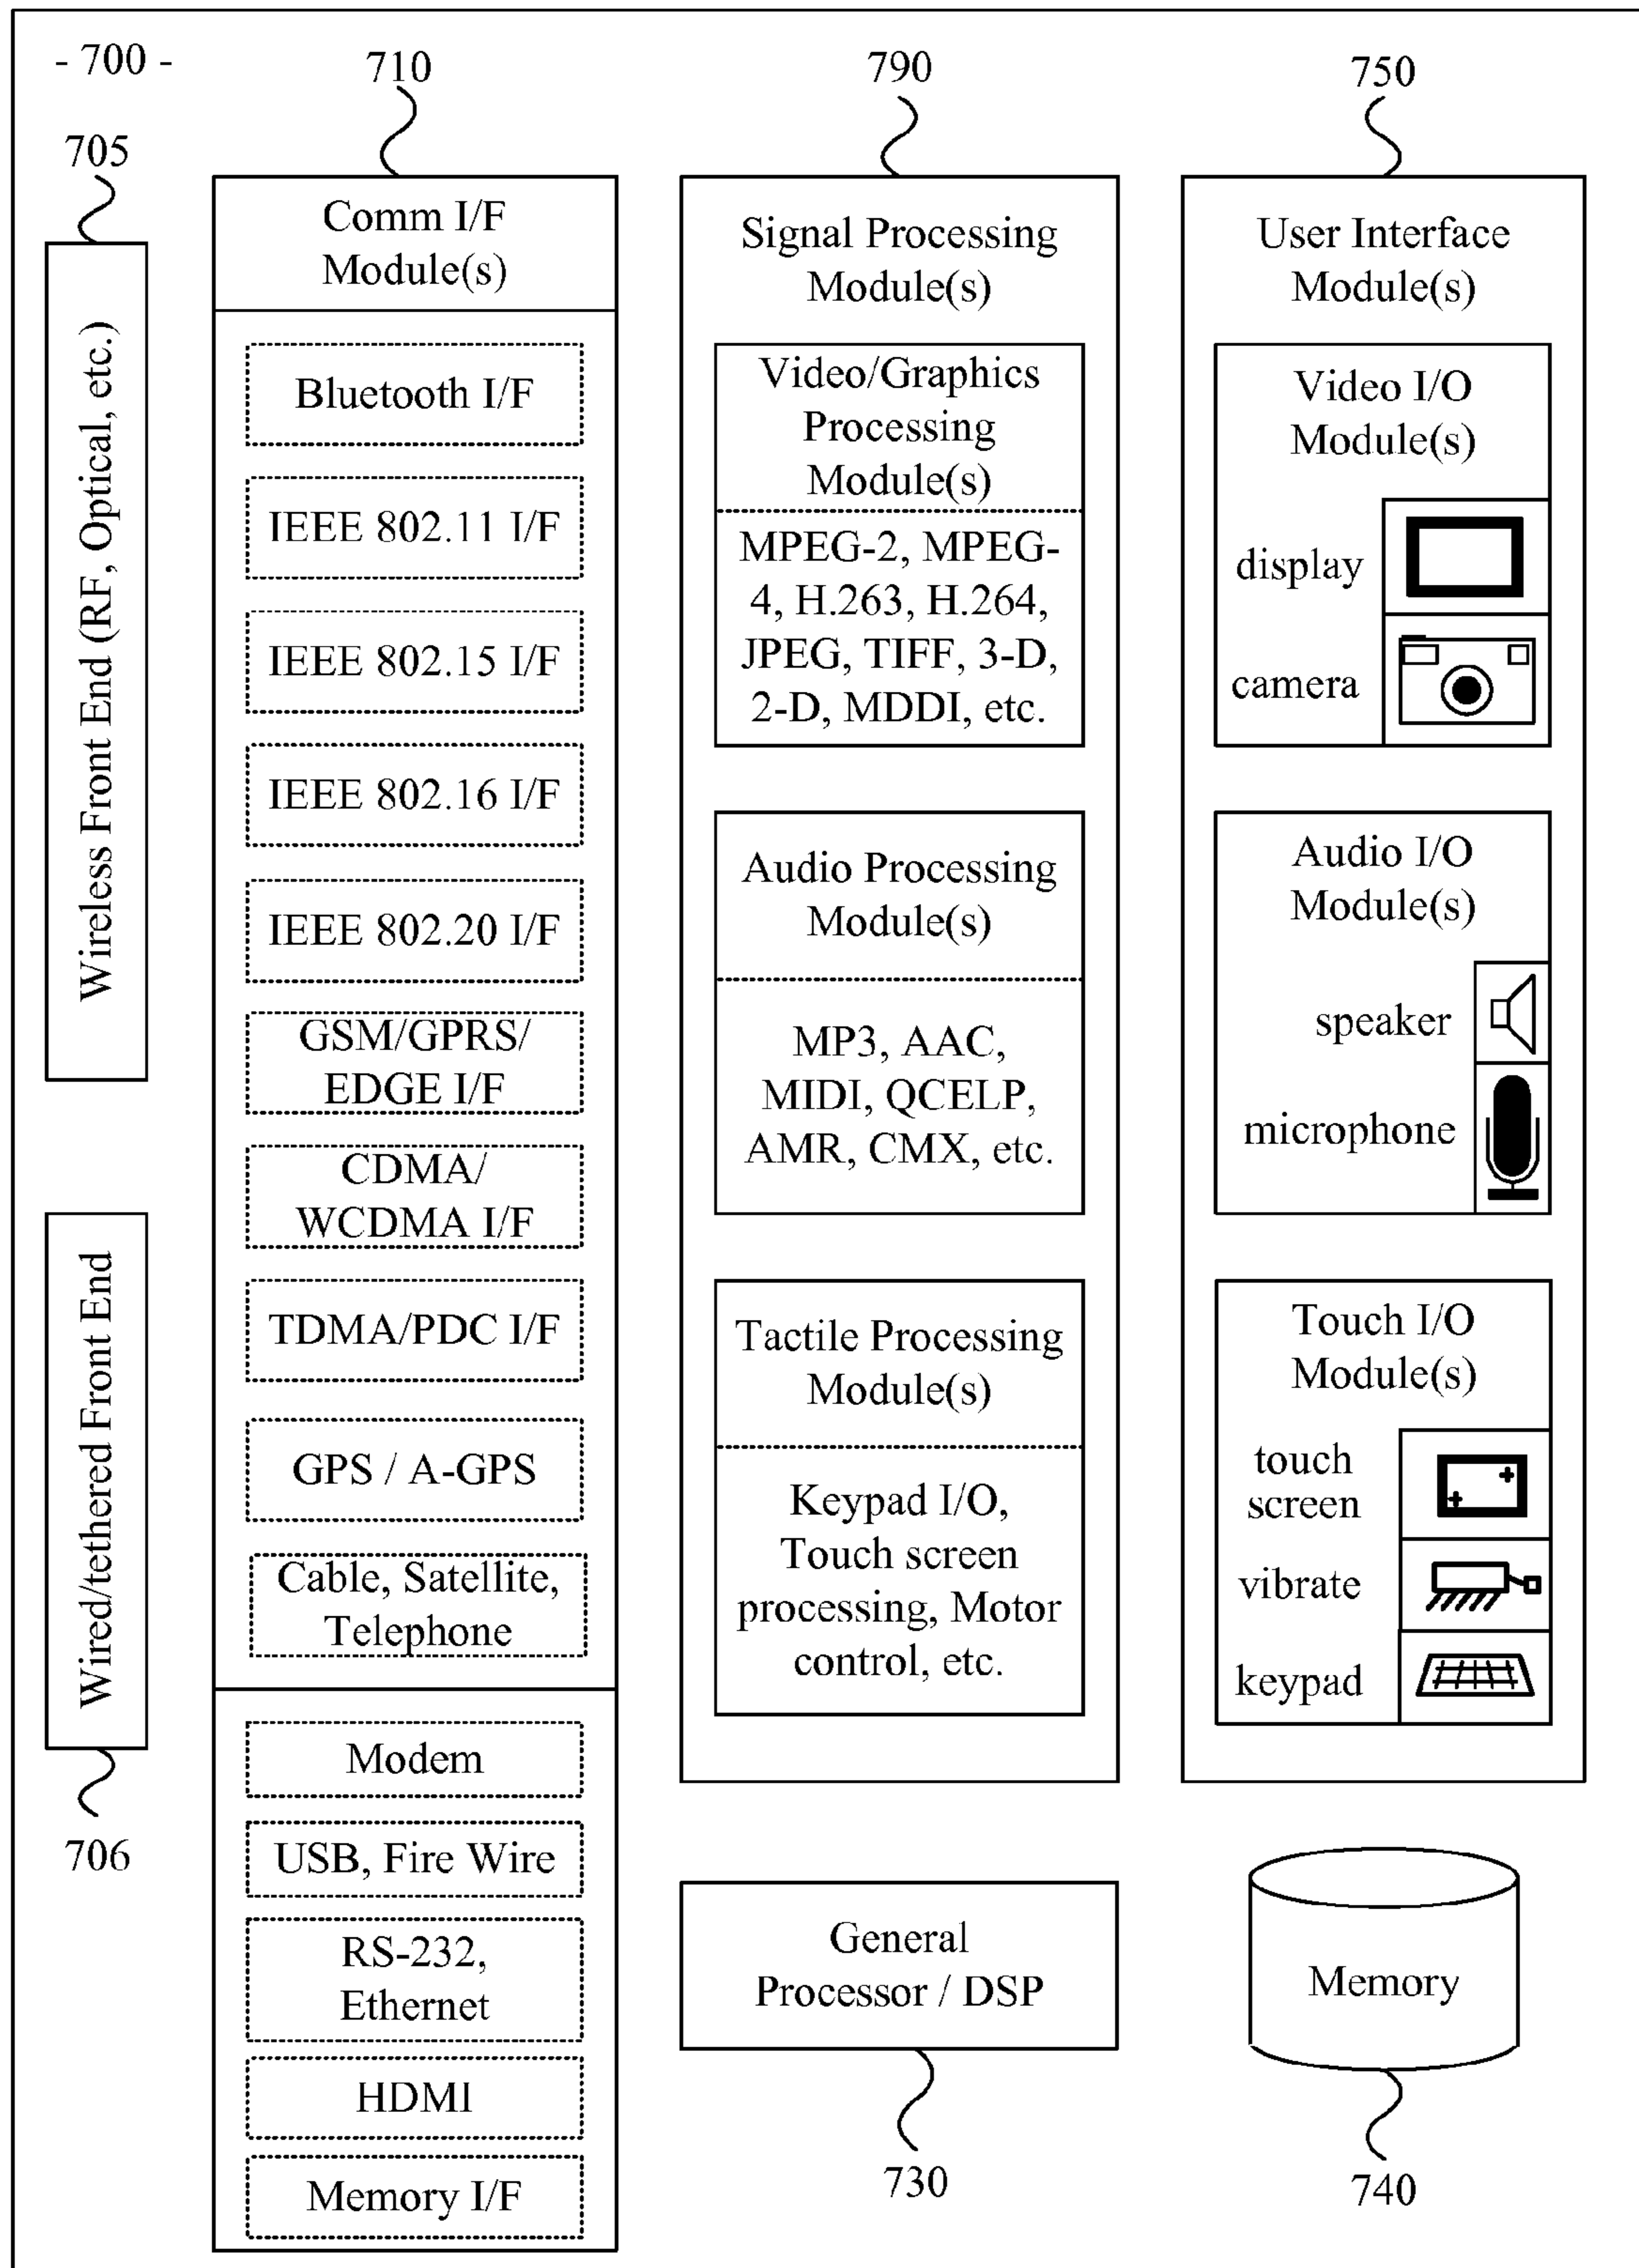 - 700 -
705
Wireless Front End (RF, Optical, etc.)
Wired/tethered Front End
706
710
Comm I/F
Module(s)
Bluetooth I/F
IEEE 802.11 I/F
IEEE 802.15 I/F
IEEE 802.16 I/F
IEEE 802.20 I/F
GSM/GPRS/
EDGE I/F
CDMA/
WCDMA I/F
TDMA/PDC I/F
GPS / A-GPS
Cable, Satellite,
Telephone
Modem
USB, Fire Wire
RS-232,
Ethernet
HDMI
Memory I/F
790
Signal Processing
Module(s)
Video/Graphics
Processing
Module(s)
MPEG-2, MPEG-
4, H.263, H.264,
JPEG, TIFF, 3-D,
2-D, MDDI, etc.
Audio Processing
Module(s)
MP3, AAC,
MIDI, QCELP,
AMR, CMX, etc.
Tactile Processing
Module(s)
Keypad I/O,
Touch screen
processing, Motor
control, etc.
General
Processor / DSP
730
750
User Interface
Module(s)
Video I/O
Module(s)
display
camera
Audio I/O
Module(s)
speaker
microphone
Touch I/O
Module(s)
touch
screen
vibrate
keypad
Memory
740